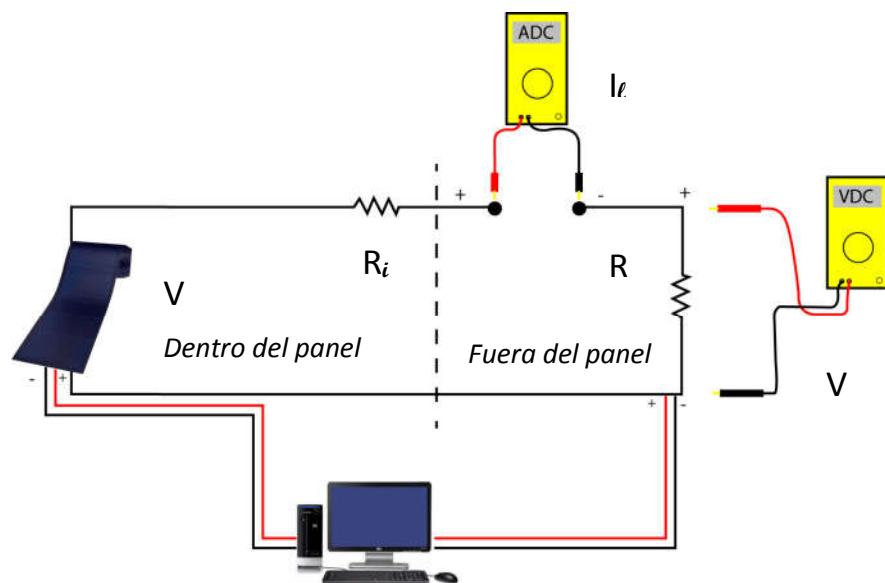 ADC
Iℓ
+
-
+
VDC
Ri
R
V
Dentro del panel
Fuera del panel
V
-
+
+
-